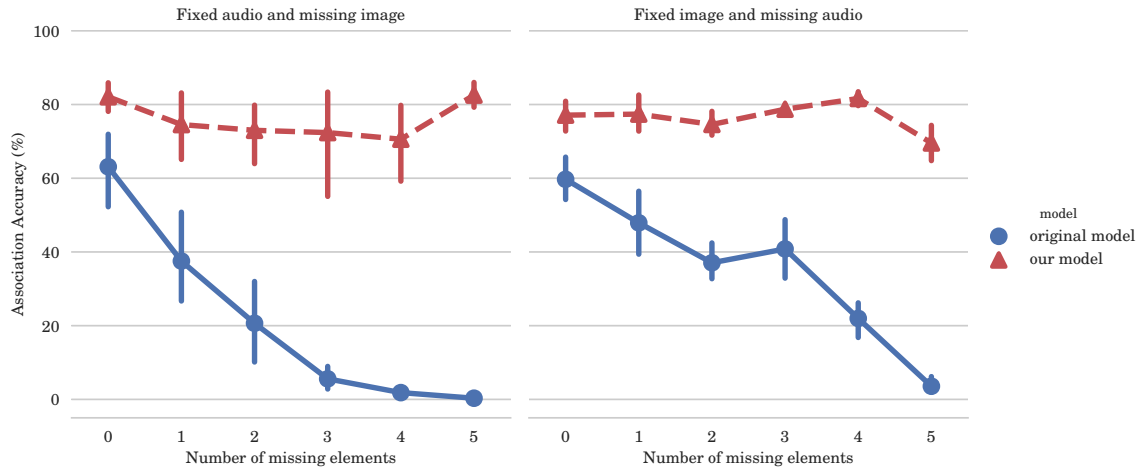 Fixed audio and missing image
Fixed image and missing audio
100
80
60
40
20
0
Association Accuracy (%)
0 1 2 3 4 5
Number of missing elements
0 1 2 3 4 5
Number of missing elements
model
original model
our model